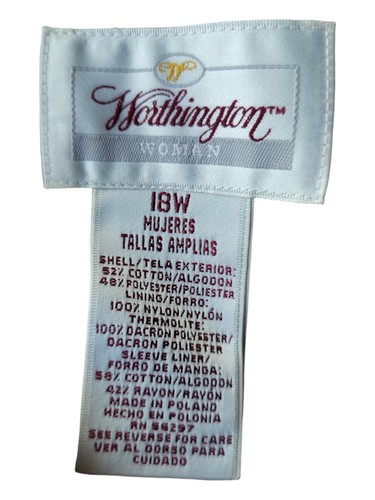 W
Worthington™
WOMAN
18W
MUJERES
TALLAS AMPLIAS
SHELL/TELA EXTERIOR:
52% COTTON/ALGODON
48% POLYESTER/POLIESTER
LINING/FORRO:
100% NYLON/NYLÓN
THERMOLITE:
100% DACRON POLYESTER/
DACRON POLIESTER
SLEEVE LINER/
FORRO DE MANGA:
58% COTTON/ALGODON
42% RAYON/RAYÓN
MADE IN POLAND
HECHO EN POLONIA
RN 56297
SEE REVERSE FOR CARE
VER AL DORSO PARA
CUIDADO